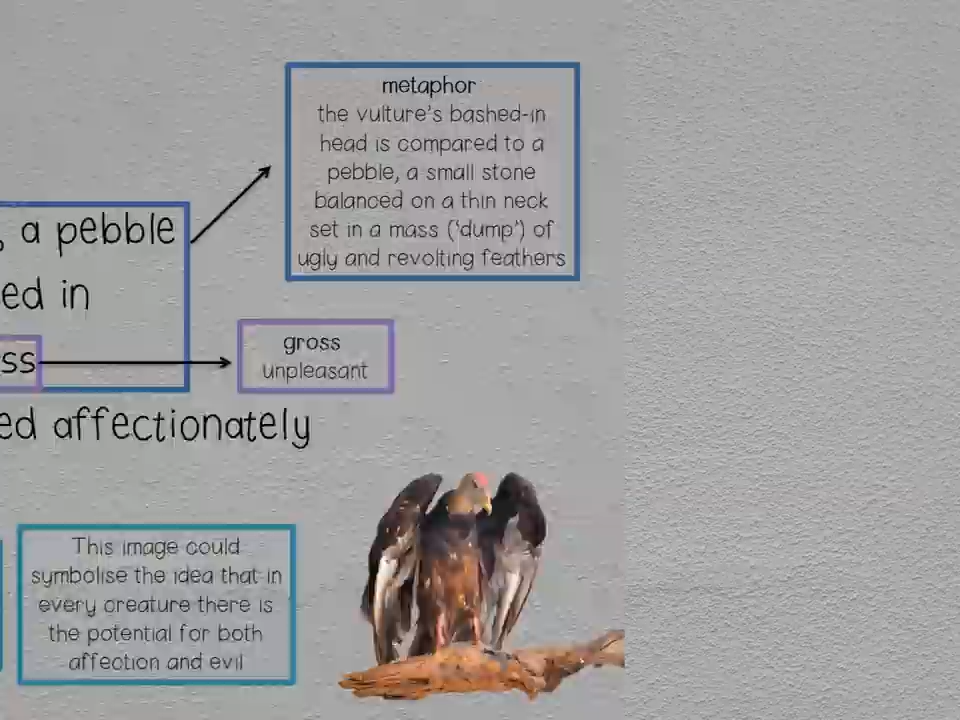 metaphor
the vulture's bashed-in
head is compared to a
pebble, a small stone
balanced on a thin neck
set in a mass ('dump') of
ugly and revolting feathers
, a pebble
ed in
gross
unpleasant
ss
ed affectionately
This image could
symbolise the idea that in
every creature there is
the potential for both
affection and evil